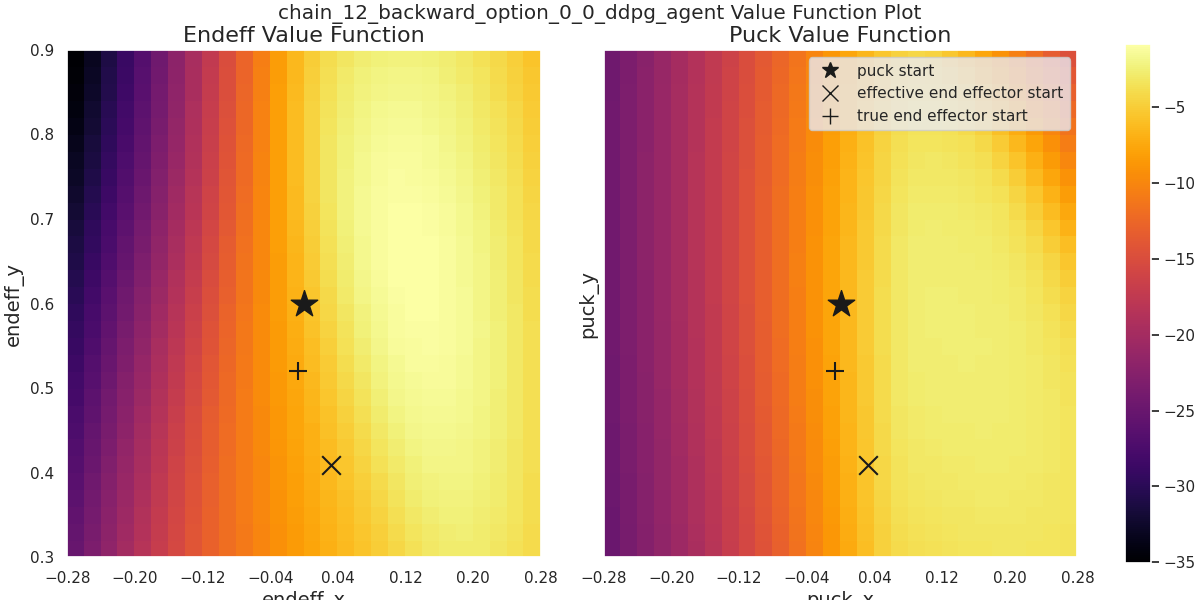 chain_12_backward_option_0_0_ddpg_agent Value Function Plot
Endeff Value Function
Puck Value Function
puck start
effective end effector start
true end effector start
endeff_y
0.9
0.8
0.7
0.6
0.5
0.4
0.3
−0.28 −0.20 −0.12 −0.04 0.04 0.12 0.20 0.28
endeff_x
puck_y
−0.28 −0.20 −0.12 −0.04 0.04 0.12 0.20 0.28
puck_x
−5
−10
−15
−20
−25
−30
−35